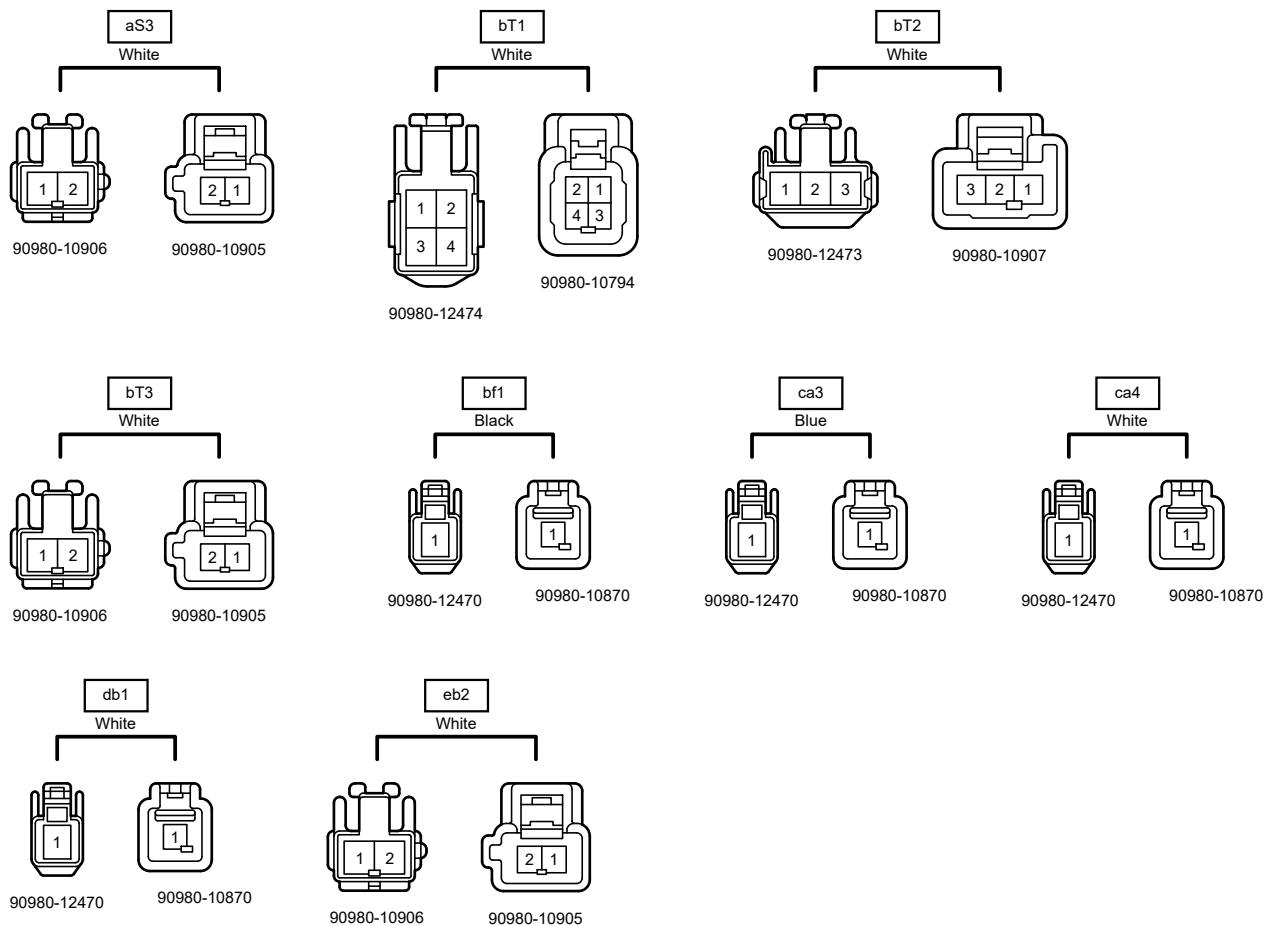 aS3
White
1 2
2 1
90980-10906
90980-10905
bT1
White
1 2
3 4
2 1
4 3
90980-12474
90980-10794
bT2
White
1 2 3
3 2 1
90980-12473
90980-10907
bT3
White
1 2
2 1
90980-10906
90980-10905
bf1
Black
1
1
90980-12470
90980-10870
ca3
Blue
1
1
90980-12470
90980-10870
ca4
White
1
1
90980-12470
90980-10870
db1
White
1
1
90980-12470
90980-10870
eb2
White
1 2
2 1
90980-10906
90980-10905